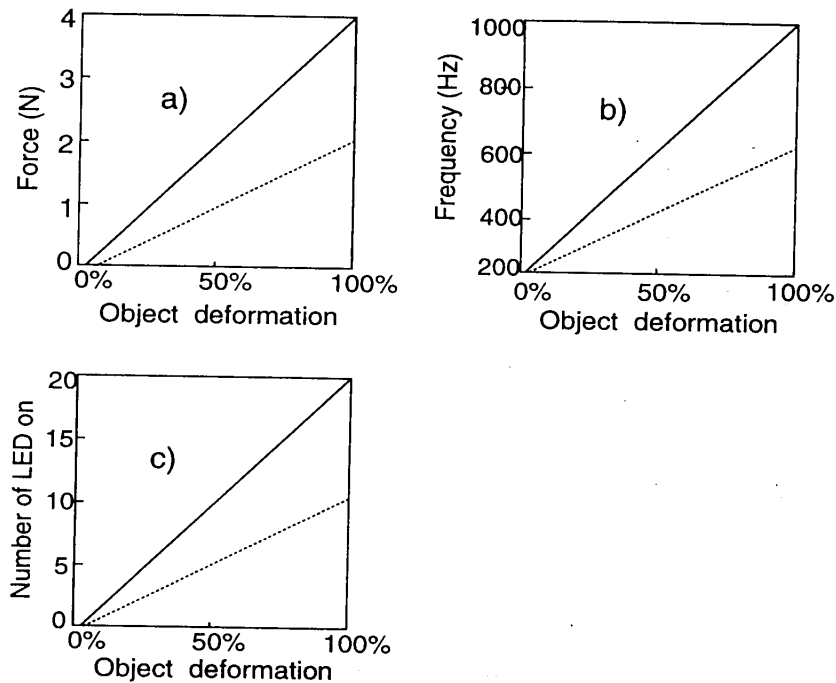 4
3
2
1
0
Force (N)
a)
0% 50% 100%
Object deformation
1000
800
600
400
200
Frequency (Hz)
b)
0% 50% 100%
Object deformation
20
15
10
5
0
Number of LED on
c)
0% 50% 100%
Object deformation